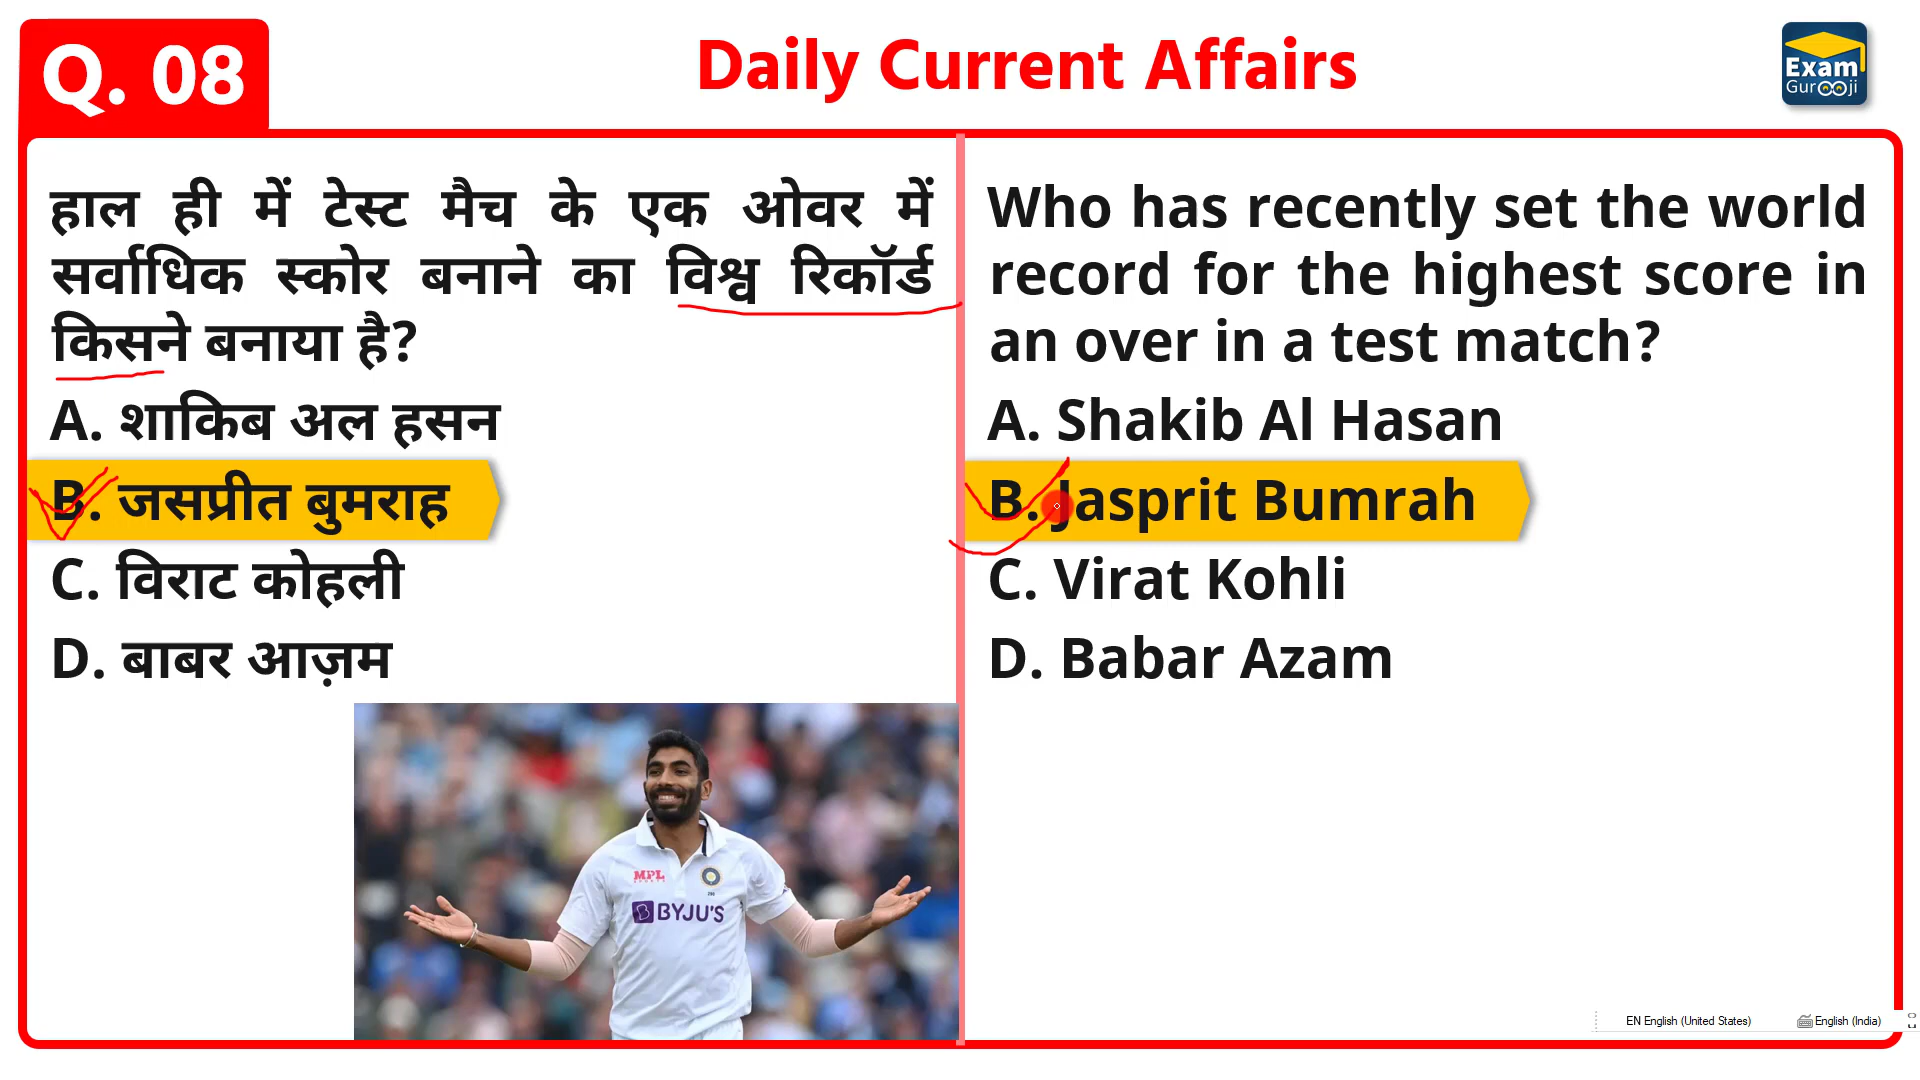 Q. 08
Daily Current Affairs
Exam
Gurooji
हाल ही में टेस्ट मैच के एक ओवर में
सर्वाधिक स्कोर बनाने का विश्व रिकॉर्ड
किसने बनाया है?
A. शाकिब अल हसन
B. जसप्रीत बुमराह
C. विराट कोहली
D. बाबर आज़म
MPL
SPORTS
BYJU'S
Who has recently set the world
record for the highest score in
an over in a test match?
A. Shakib Al Hasan
B. Jasprit Bumrah
C. Virat Kohli
D. Babar Azam
EN English (United States) English (India)